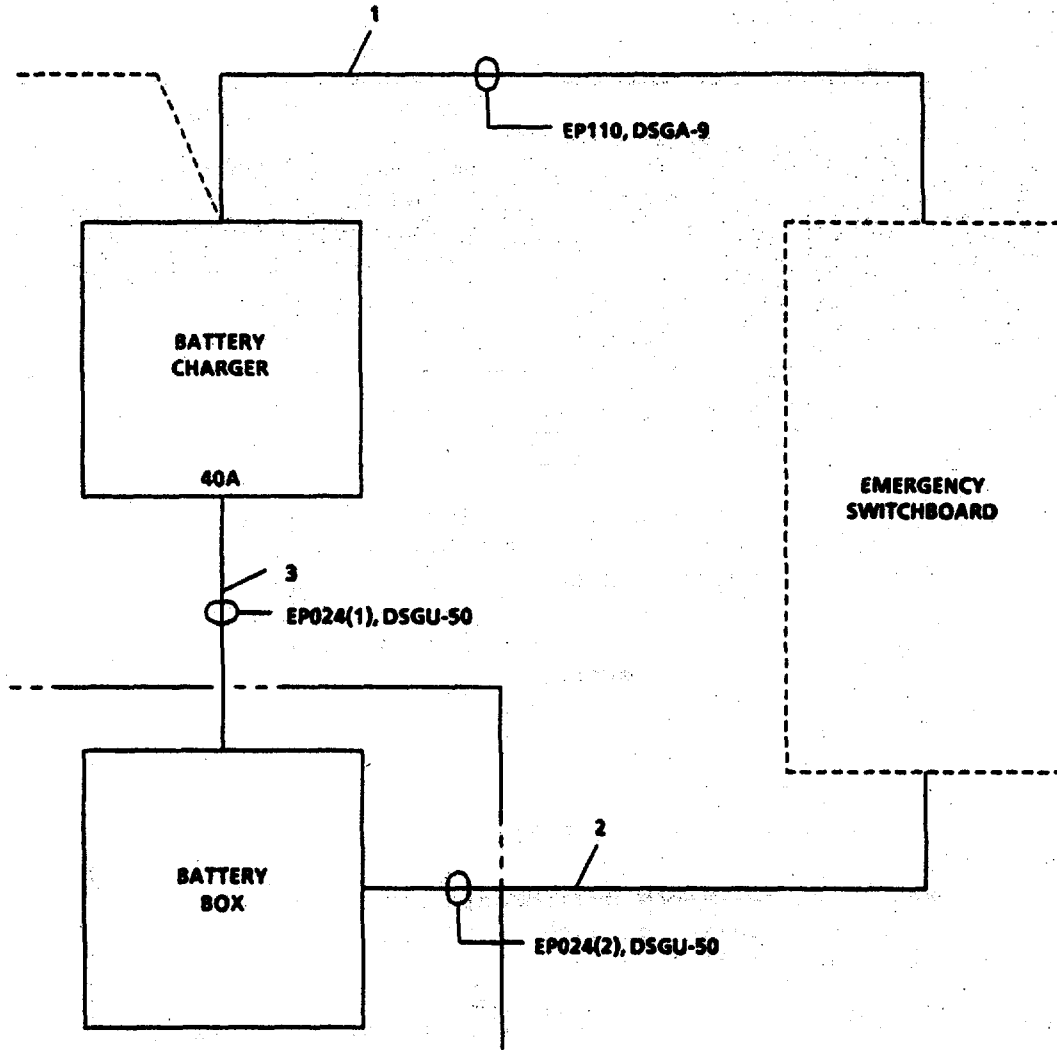 1
EP110, DSGA-9
BATTERY
CHARGER
40A
EMERGENCY
SWITCHBOARD
3
EP024(1), DSGU-50
2
BATTERY
BOX
EP024(2), DSGU-50